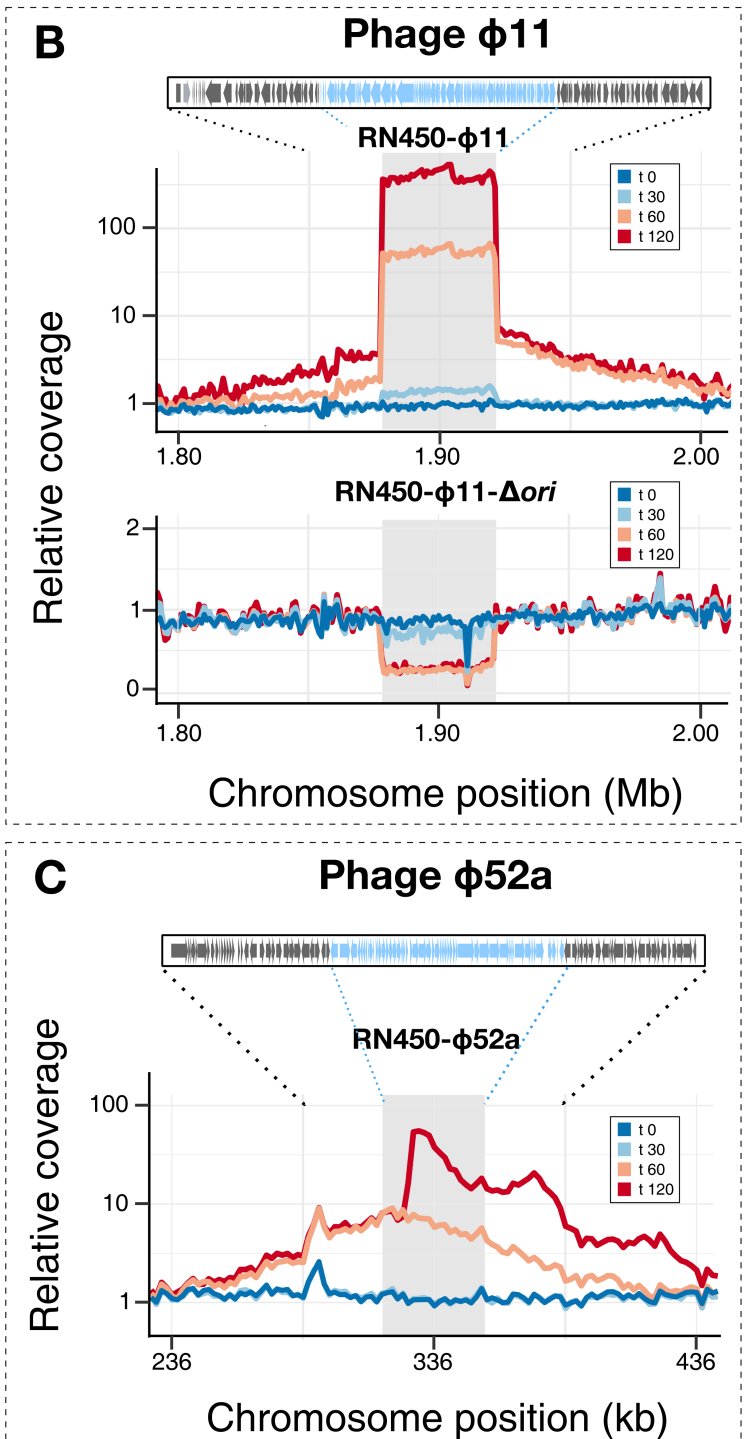 B
Phage ϕ11
RN450-ϕ11
t 0
t 30
t 60
t 120
100
10
1
1.80
1.90
2.00
Relative coverage
RN450-ϕ11-Δori
t 0
t 30
t 60
t 120
2
1
0
1.80
1.90
2.00
Chromosome position (Mb)
C
Phage ϕ52a
RN450-ϕ52a
t 0
t 30
t 60
t 120
100
10
1
236
336
436
Relative coverage
Chromosome position (kb)